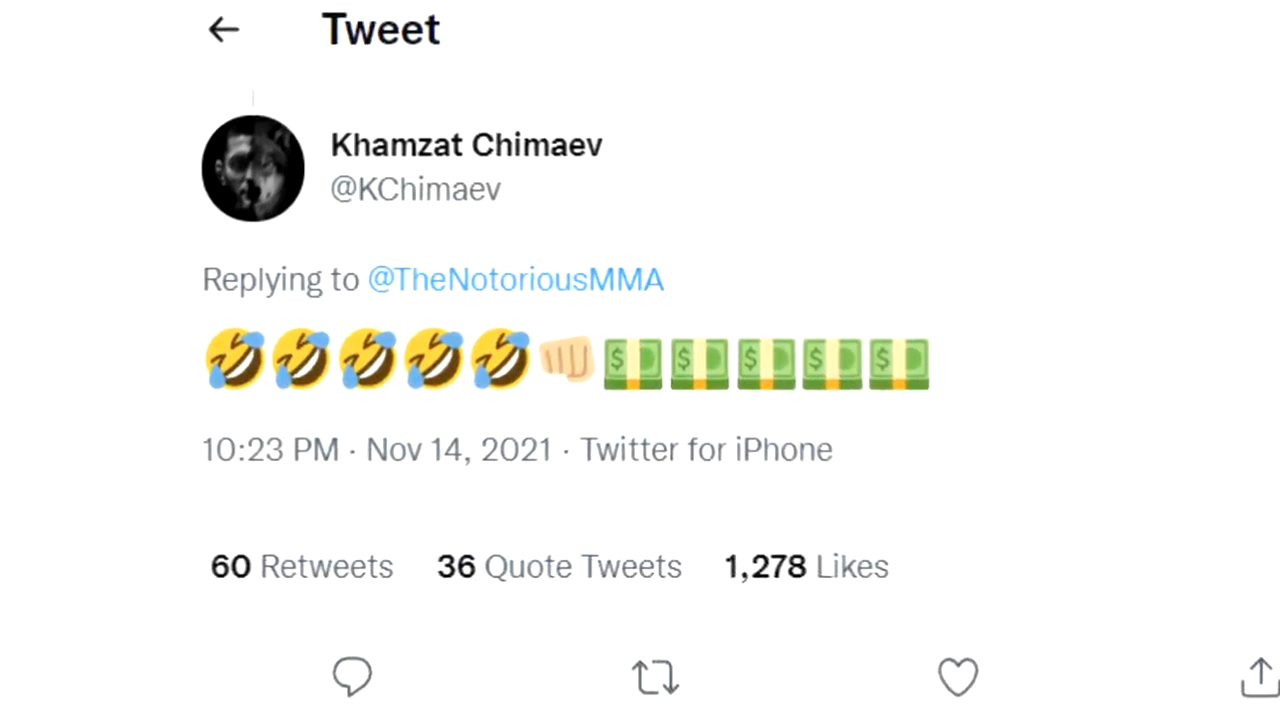 Tweet
Khamzat Chimaev
@KChimaev
Replying to @TheNotoriousMMA
🤣🤣🤣🤣🤣👊🏼💵💵💵💵💵
10:23 PM · Nov 14, 2021 · Twitter for iPhone
60 Retweets 36 Quote Tweets 1,278 Likes